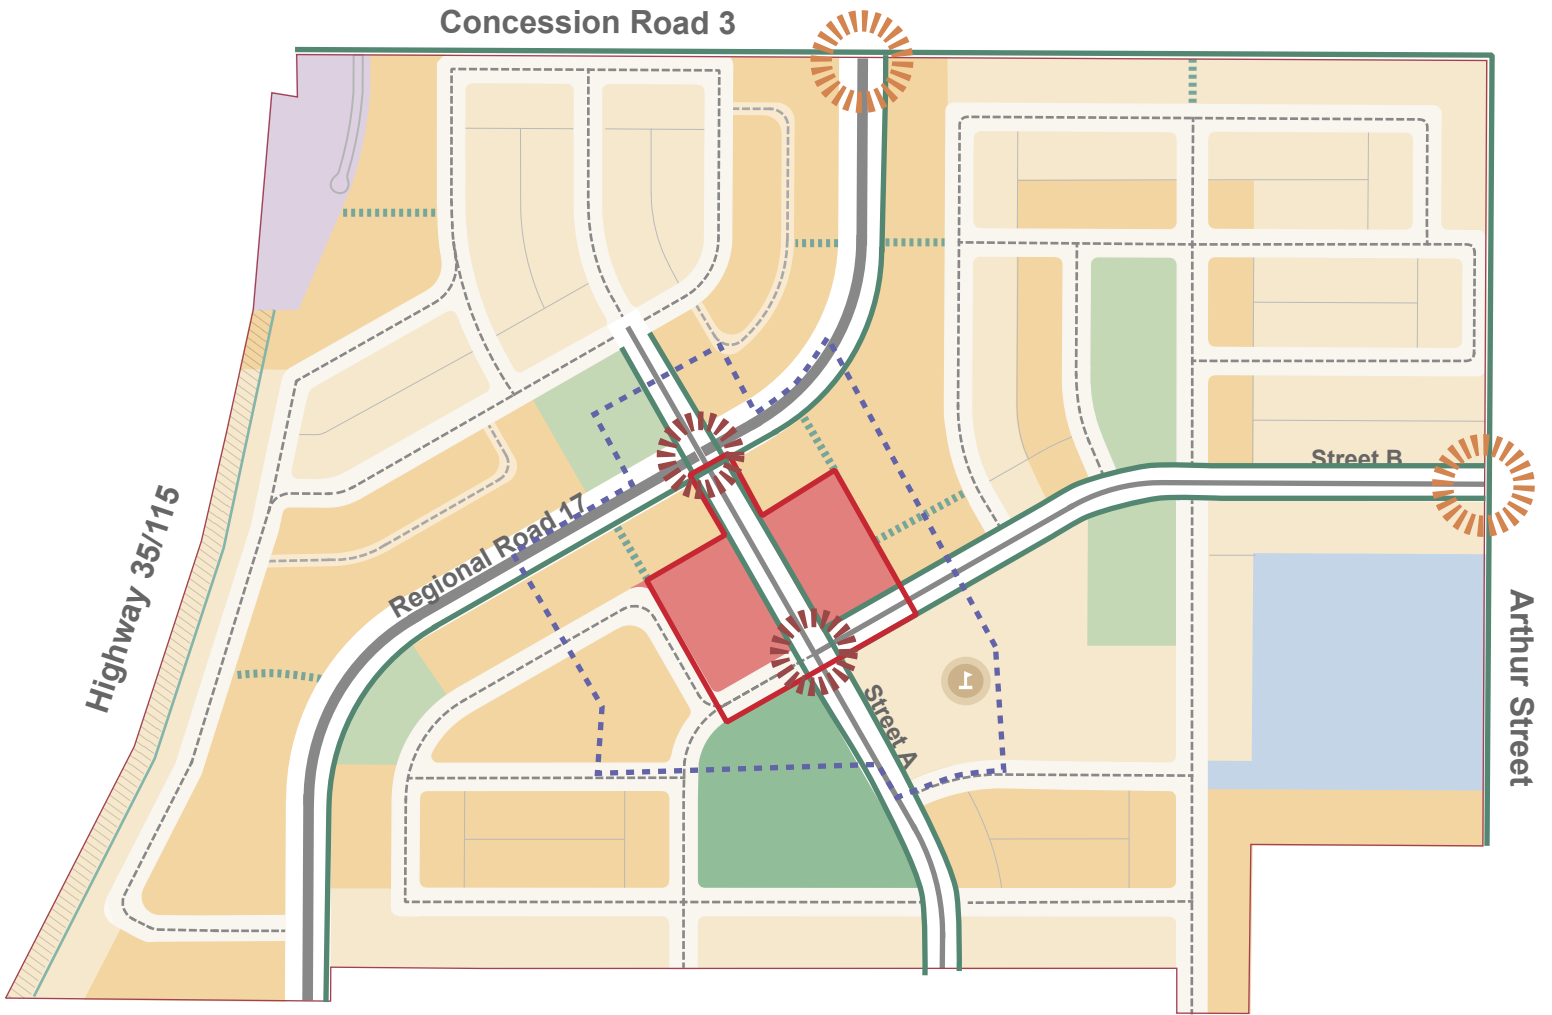 Concession Road 3
Street B
Highway 35/115
Regional Road 17
Arthur Street
Street A